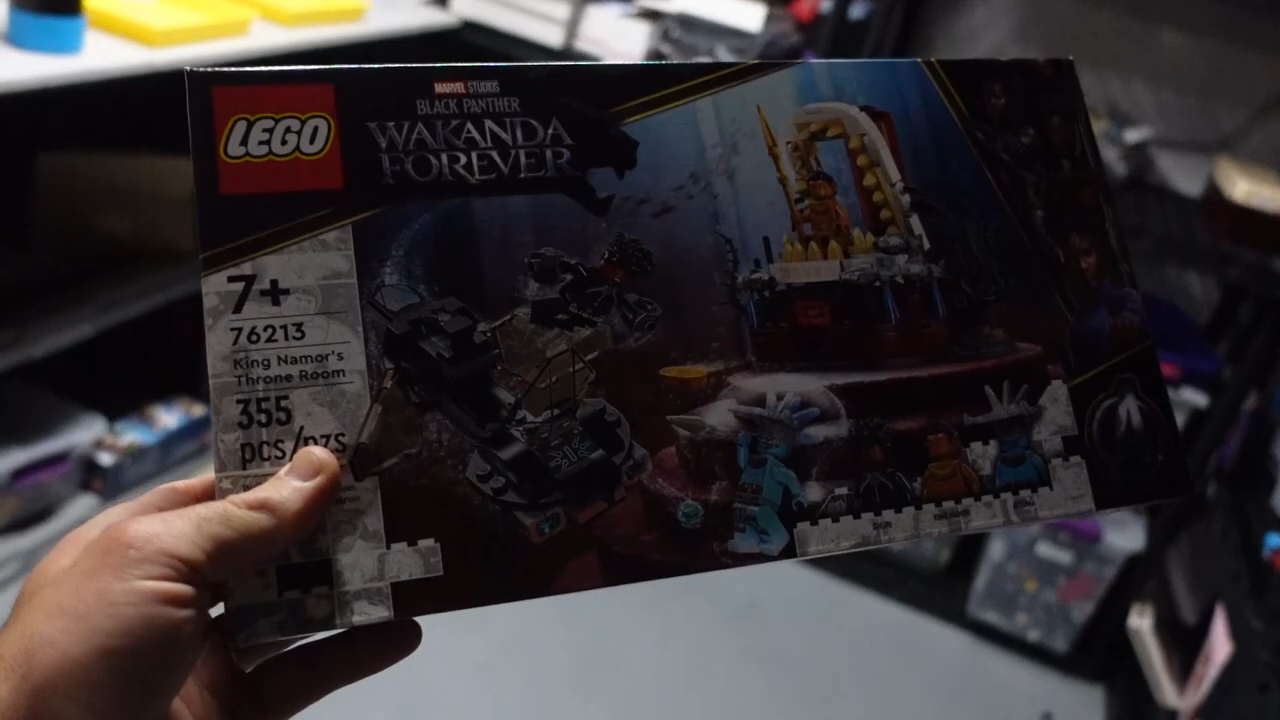 LEGO
MARVEL STUDIOS
BLACK PANTHER
WAKANDA
FOREVER
7+
76213
King Namor's
Throne Room
355
pcs/pzs